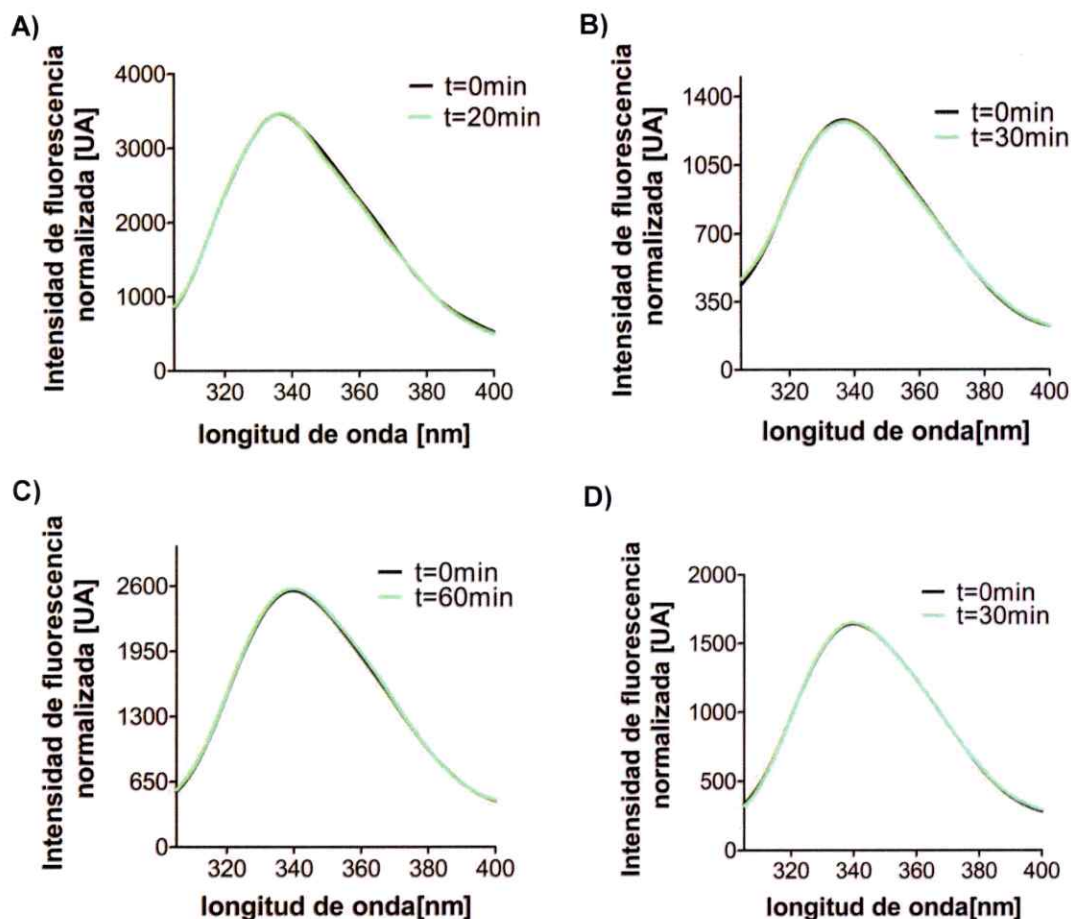 A)
Intensidad de fluorescencia
normalizada [UA]
4000
3000
2000
1000
0
t=0min
t=20min
320 340 360 380 400
longitud de onda [nm]
B)
Intensidad de fluorescencia
normalizada [UA]
1400
1050
700
350
0
t=0min
t=30min
320 340 360 380 400
longitud de onda[nm]
C)
Intensidad de fluorescencia
normalizada [UA]
2600
1950
1300
650
0
t=0min
t=60min
320 340 360 380 400
longitud de onda[nm]
D)
Intensidad de fluorescencia
normalizada [UA]
2000
1500
1000
500
0
t=0min
t=30min
320 340 360 380 400
longitud de onda[nm]